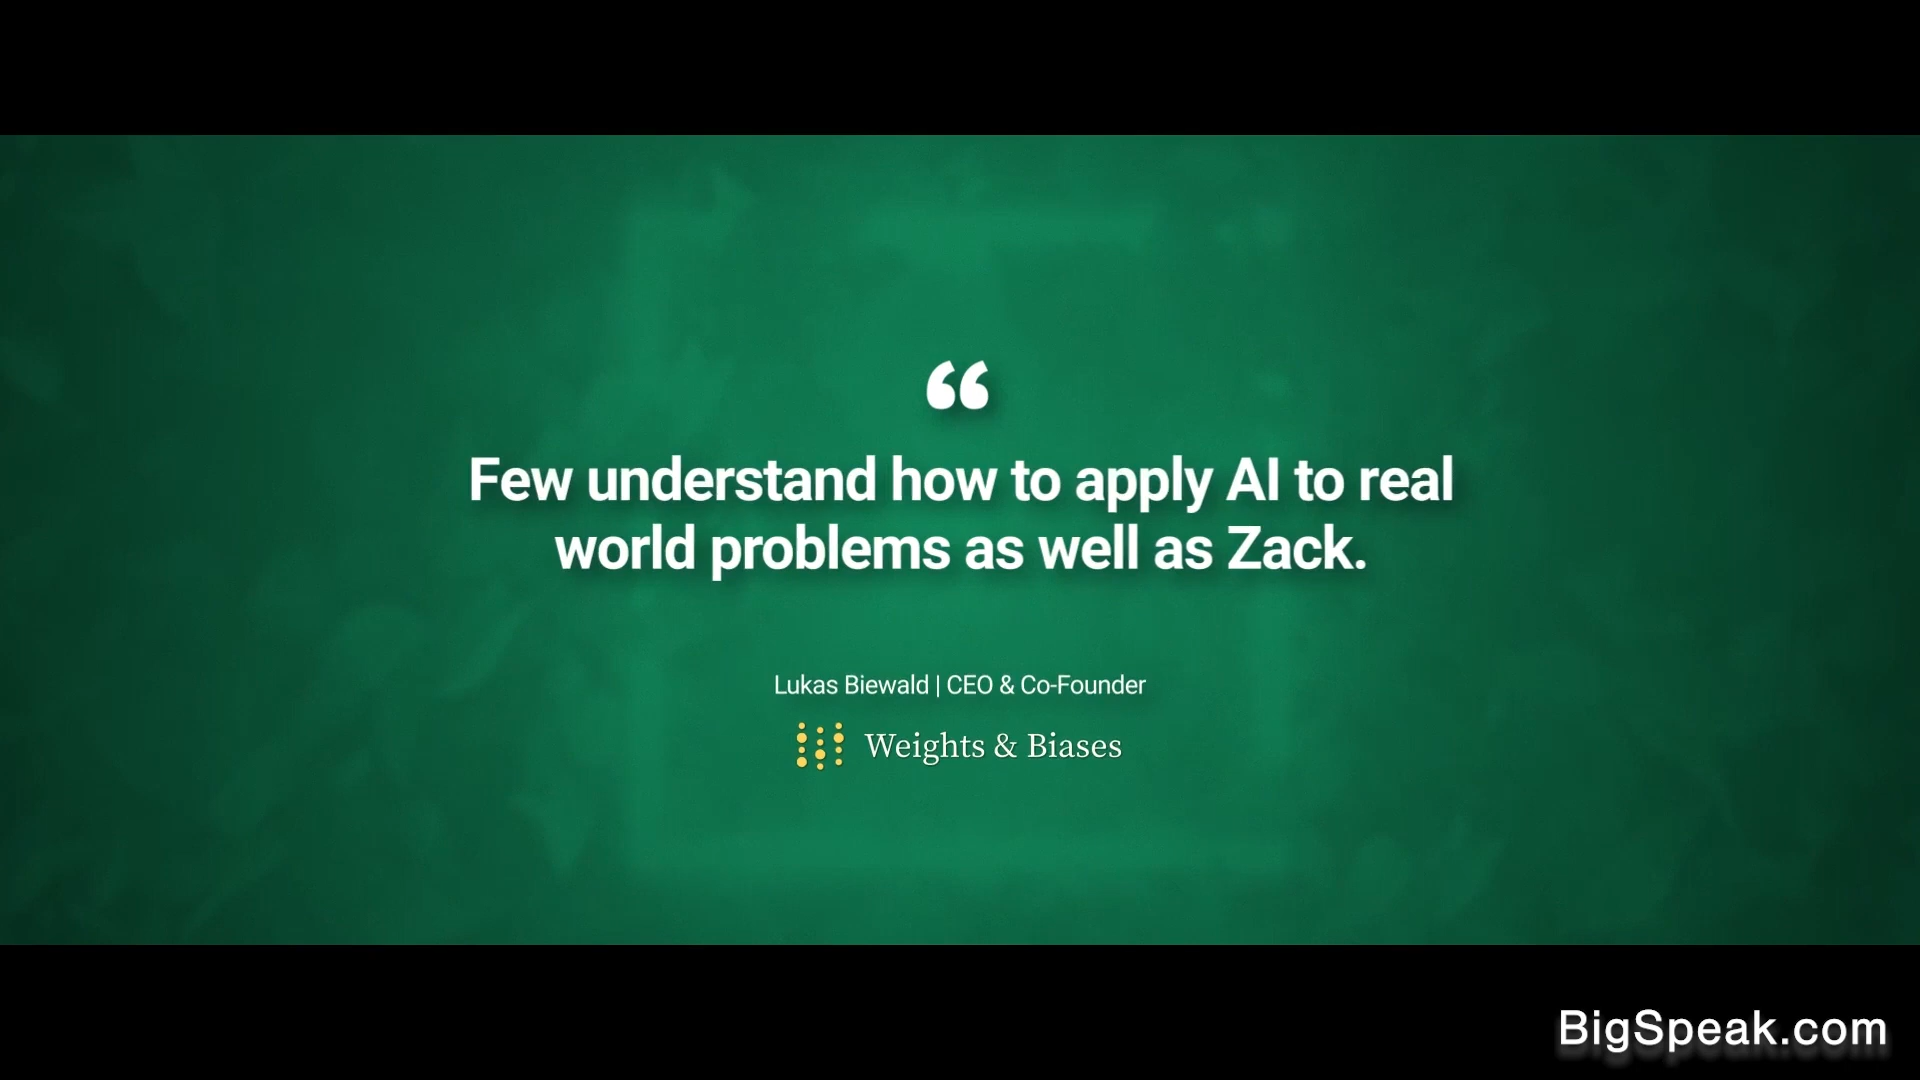 “
Few understand how to apply AI to real
world problems as well as Zack.
Lukas Biewald | CEO & Co-Founder
Weights & Biases
BigSpeak.com